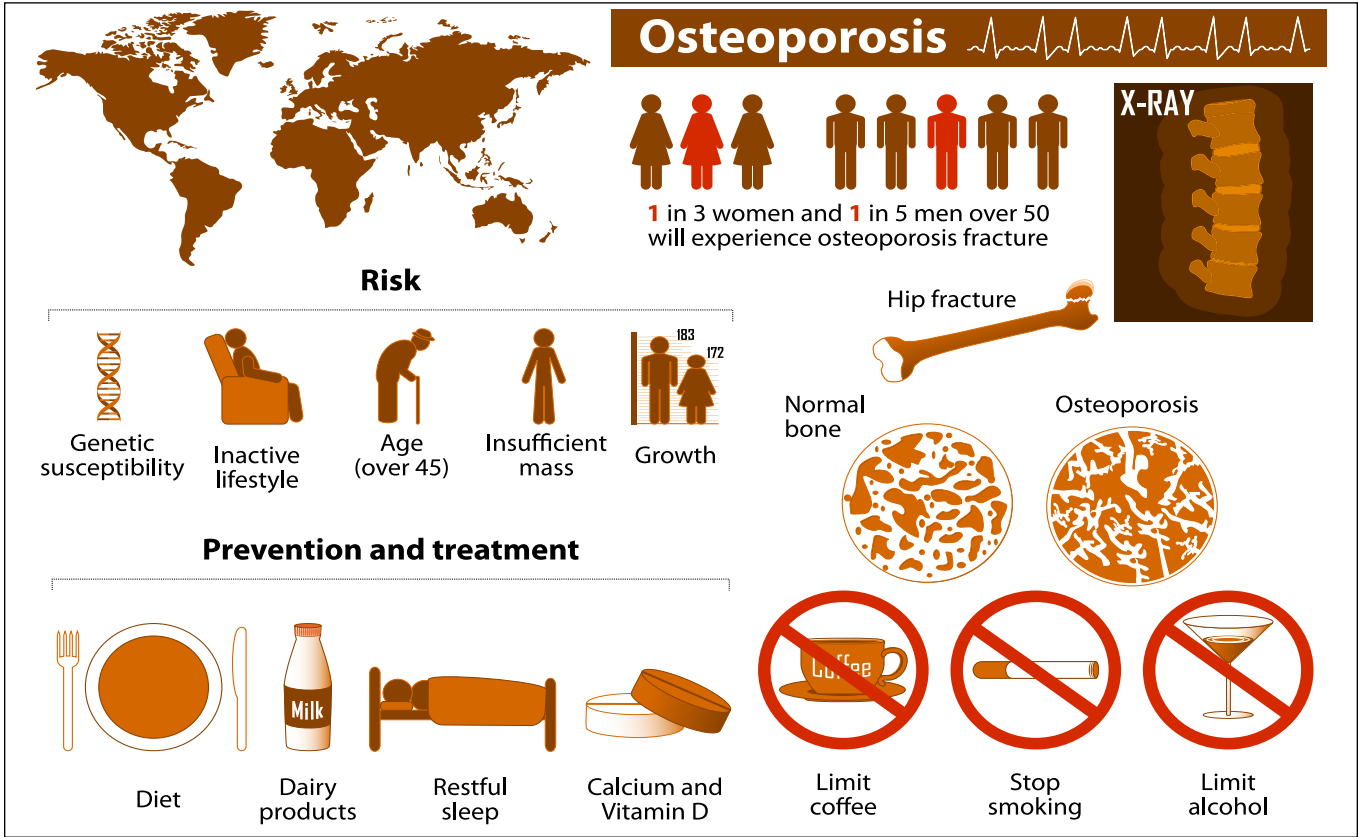 Osteoporosis
X-RAY
1 in 3 women and 1 in 5 men over 50
will experience osteoporosis fracture
Risk
Genetic
susceptibility
Inactive
lifestyle
Age
(over 45)
Insufficient
mass
183
172
Growth
Hip fracture
Normal
bone
Osteoporosis
Prevention and treatment
Diet
Milk
Dairy
products
Restful
sleep
Calcium and
Vitamin D
Coffee
Limit
coffee
Stop
smoking
Limit
alcohol